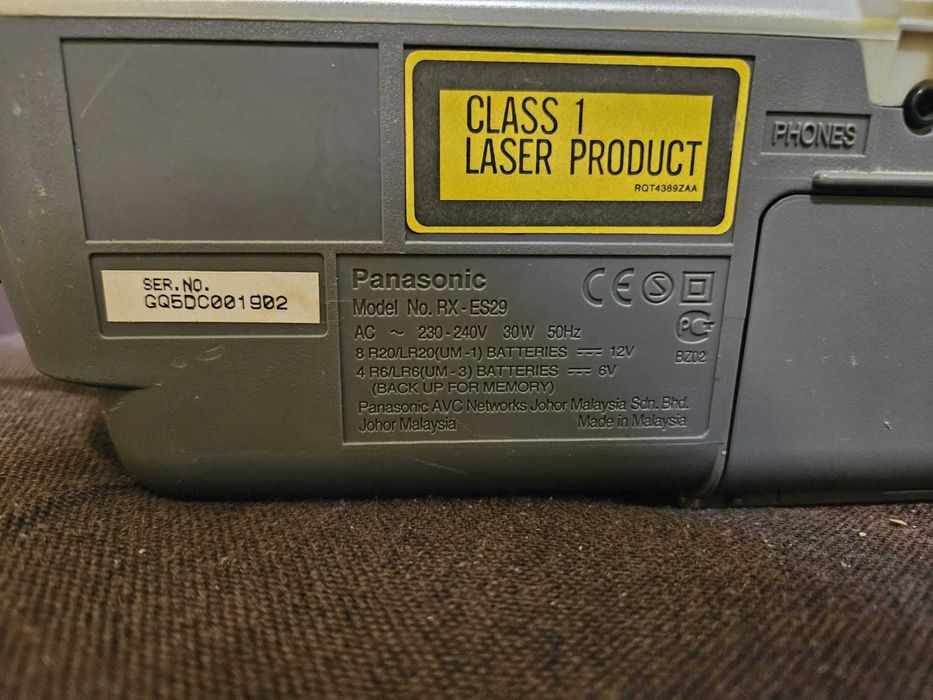 CLASS 1
LASER PRODUCT
RQT4389ZAA
PHONES
SER.NO.
GQ5DC001902
Panasonic
Model No. RX-ES29
AC ~ 230-240V 30W 50Hz
8 R20/LR20(UM-1) BATTERIES ⎓ 12V
4 R6/LR6(UM-3) BATTERIES ⎓ 6V
(BACK UP FOR MEMORY)
Panasonic AVC Networks Johor Malaysia Sdn. Bhd.
Johor Malaysia Made in Malaysia
CE S
PG
BZ02